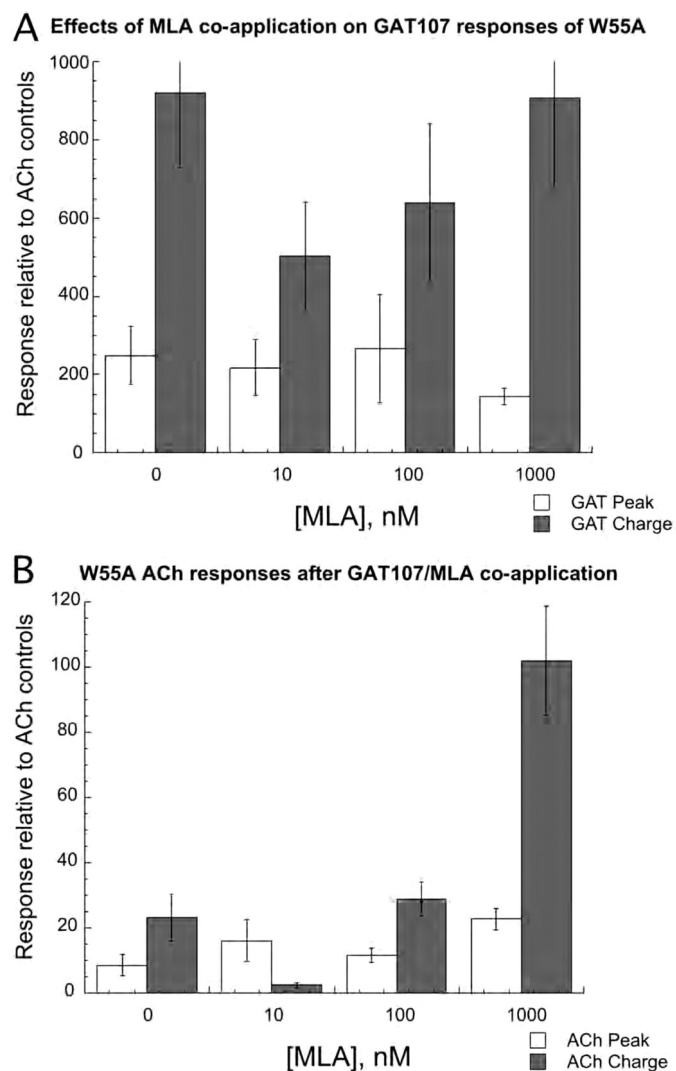 A Effects of MLA co-application on GAT107 responses of W55A
Response relative to ACh controls
1000
800
600
400
200
0
0 10 100 1000
[MLA], nM
GAT Peak
GAT Charge
B W55A ACh responses after GAT107/MLA co-application
Response relative to ACh controls
120
100
80
60
40
20
0
0 10 100 1000
[MLA], nM
ACh Peak
ACh Charge